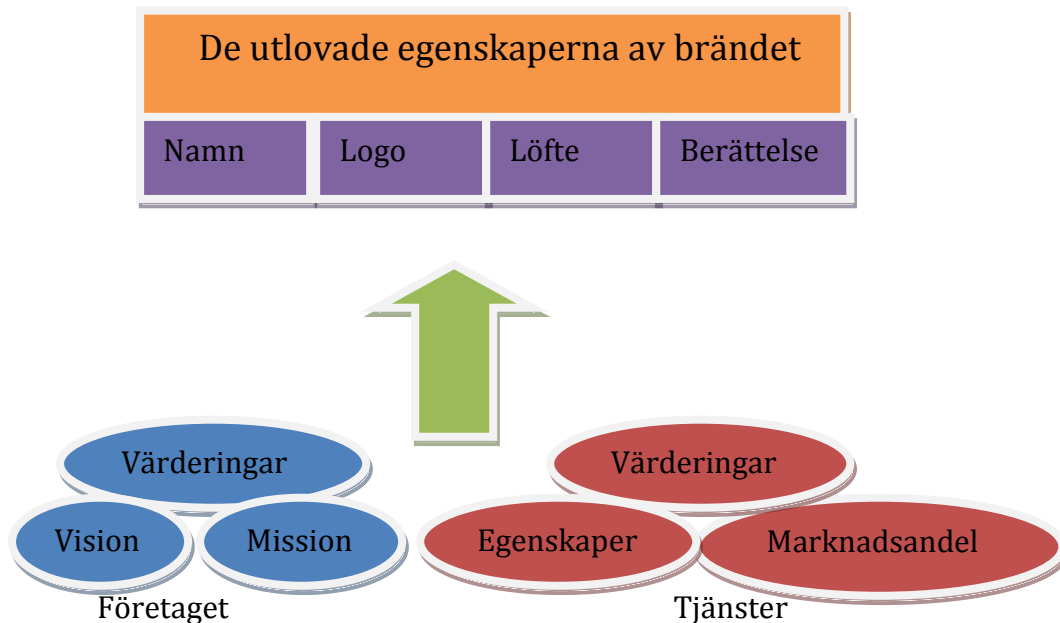 De utlovade egenskaperna av brändet
Namn Logo Löfte Berättelse
Värderingar Värderingar
Vision Mission Egenskaper Marknadsandel
Företaget Tjänster